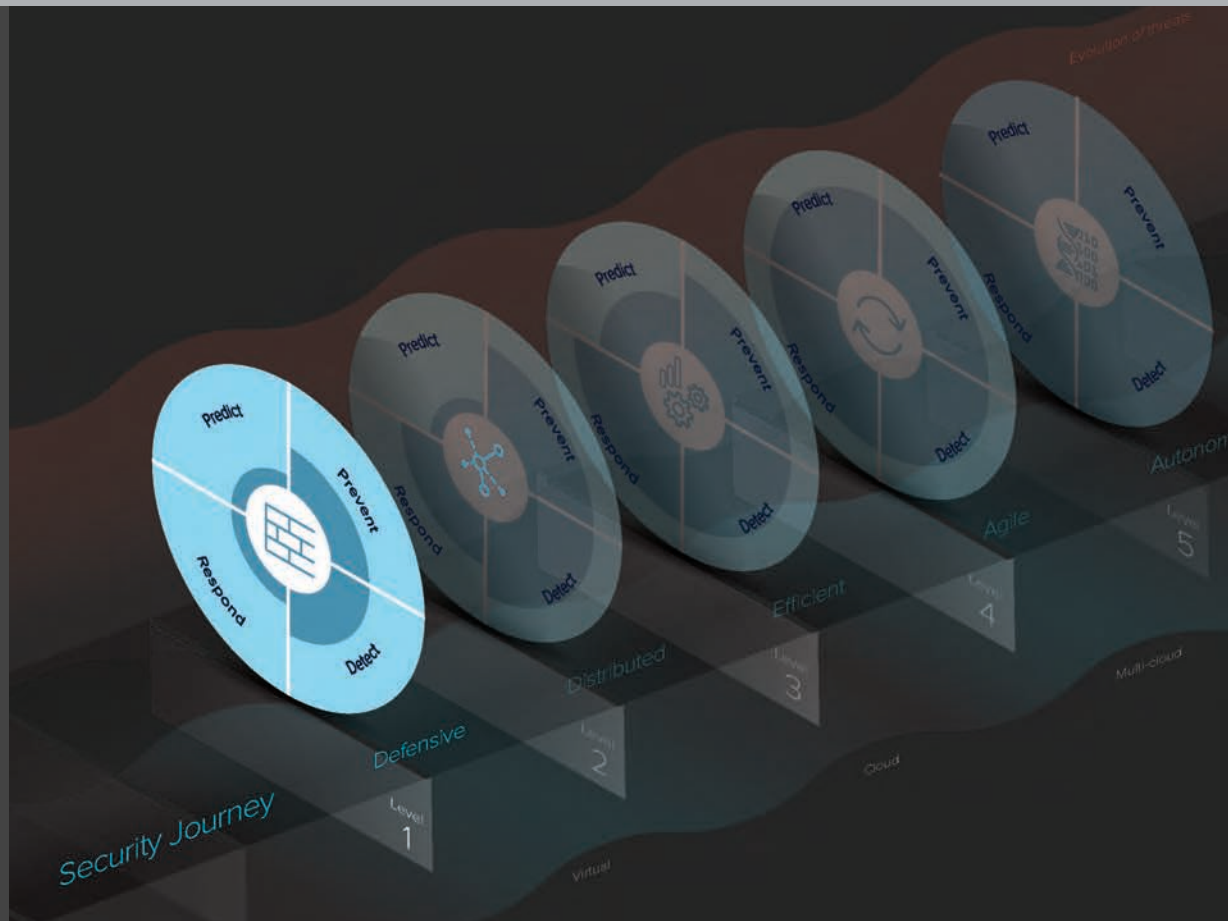 Evolution of threats
Predict
Prevent
Respond
Detect
Autonom
Level
5
Predict
Prevent
Respond
Detect
Agile
Level
4
Predict
Prevent
Respond
Detect
Efficient
Level
3
Predict
Prevent
Respond
Detect
Distributed
Level
2
Predict
Prevent
Respond
Detect
Defensive
Level
1
Security Journey
Virtual
Cloud
Multi-cloud